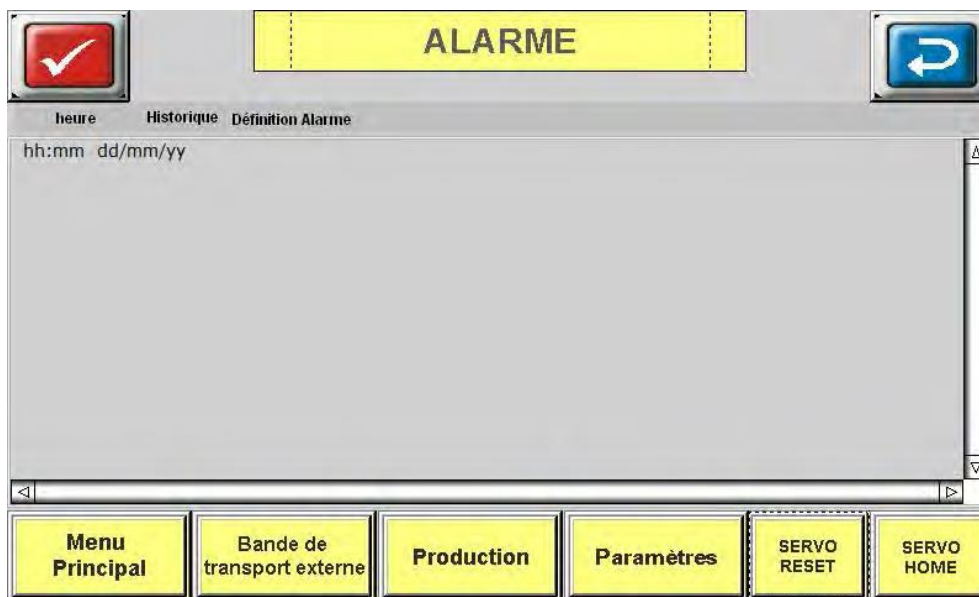 ALARME
heure Historique Définition Alarme
hh:mm dd/mm/yy
Menu
Principal
Bande de
transport externe
Production
Paramètres
SERVO
RESET
SERVO
HOME